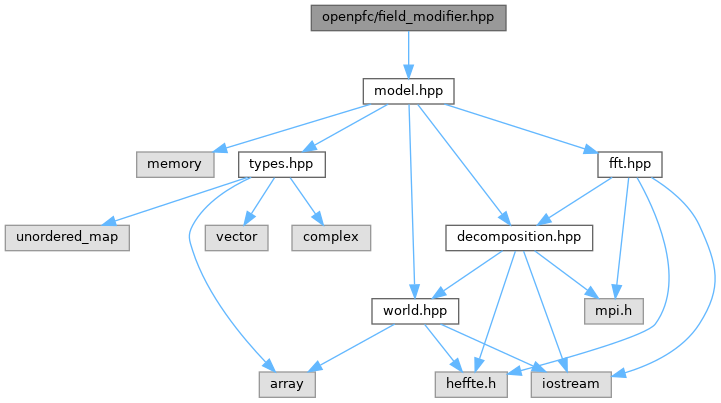 openpfc/field_modifier.hpp
model.hpp
memory
types.hpp
fft.hpp
unordered_map
vector
complex
decomposition.hpp
world.hpp
mpi.h
array
heffte.h
iostream